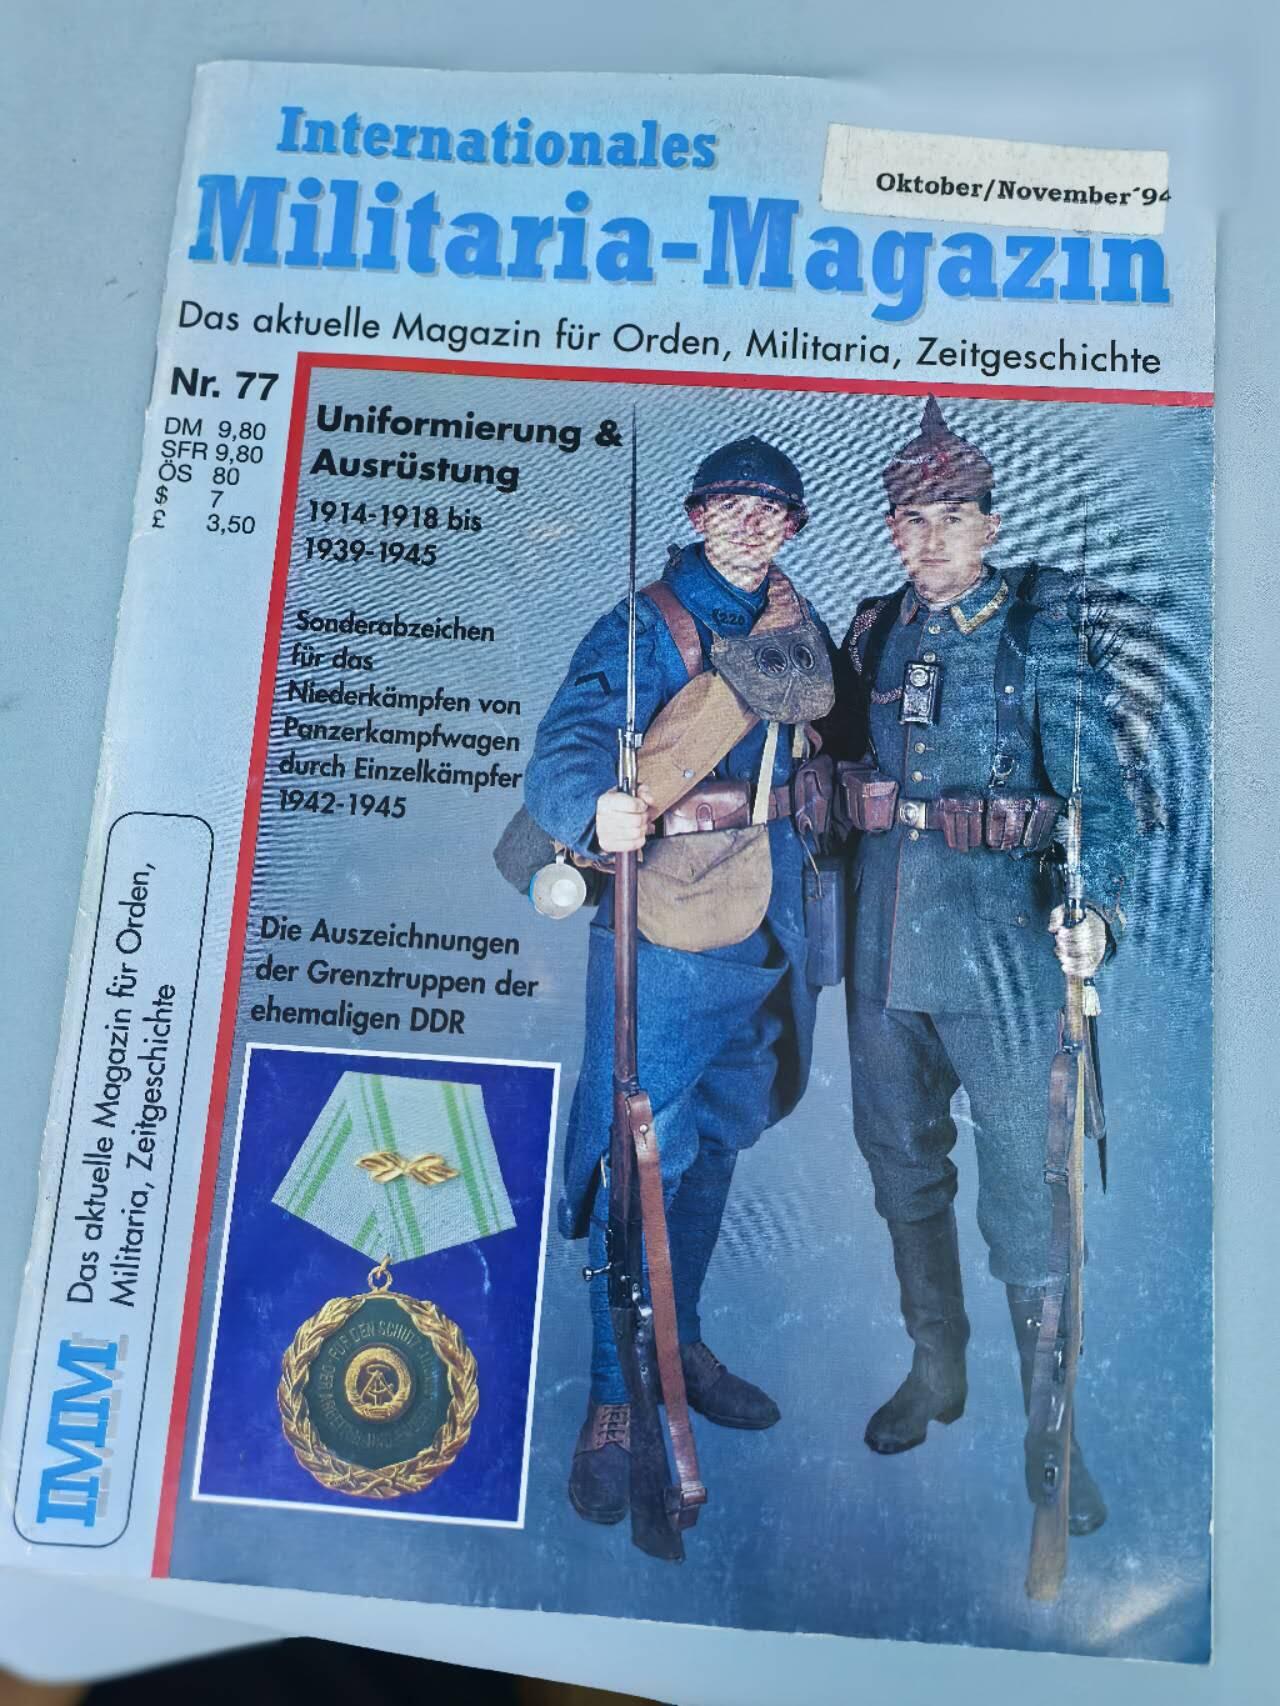 Internationales
Oktober/November´94
Militaria-Magazin
Das aktuelle Magazin für Orden, Militaria, Zeitgeschichte
Nr. 77
DM 9,80
SFR 9,80
ÖS 80
$ 7
£ 3,50
Uniformierung &
Ausrüstung
1914-1918 bis
1939-1945
Sonderabzeichen
für das
Niederkämpfen von
Panzerkampfwagen
durch Einzelkämpfer
1942-1945
Die Auszeichnungen
der Grenztruppen der
ehemaligen DDR
IMM
Das aktuelle Magazin für Orden,
Militaria, Zeitgeschichte
220
FÜR DEN SCHUTZ